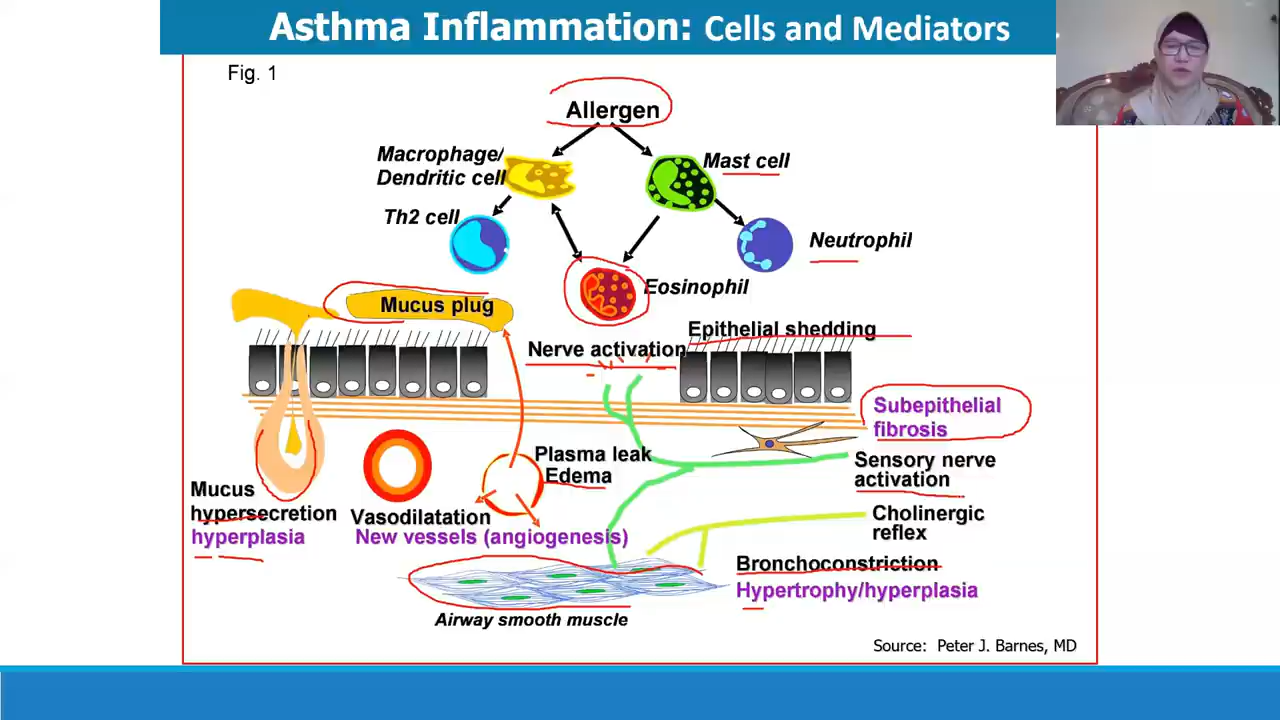 Asthma Inflammation: Cells and Mediators
Fig. 1
Allergen
Macrophage/
Dendritic cell
Mast cell
Th2 cell
Neutrophil
Eosinophil
Mucus plug
Epithelial shedding
Nerve activation
Subepithelial
fibrosis
Plasma leak
Edema
Sensory nerve
activation
Mucus
hypersecretion
hyperplasia
Vasodilatation
New vessels (angiogenesis)
Cholinergic
reflex
Bronchoconstriction
Hypertrophy/hyperplasia
Airway smooth muscle
Source: Peter J. Barnes, MD